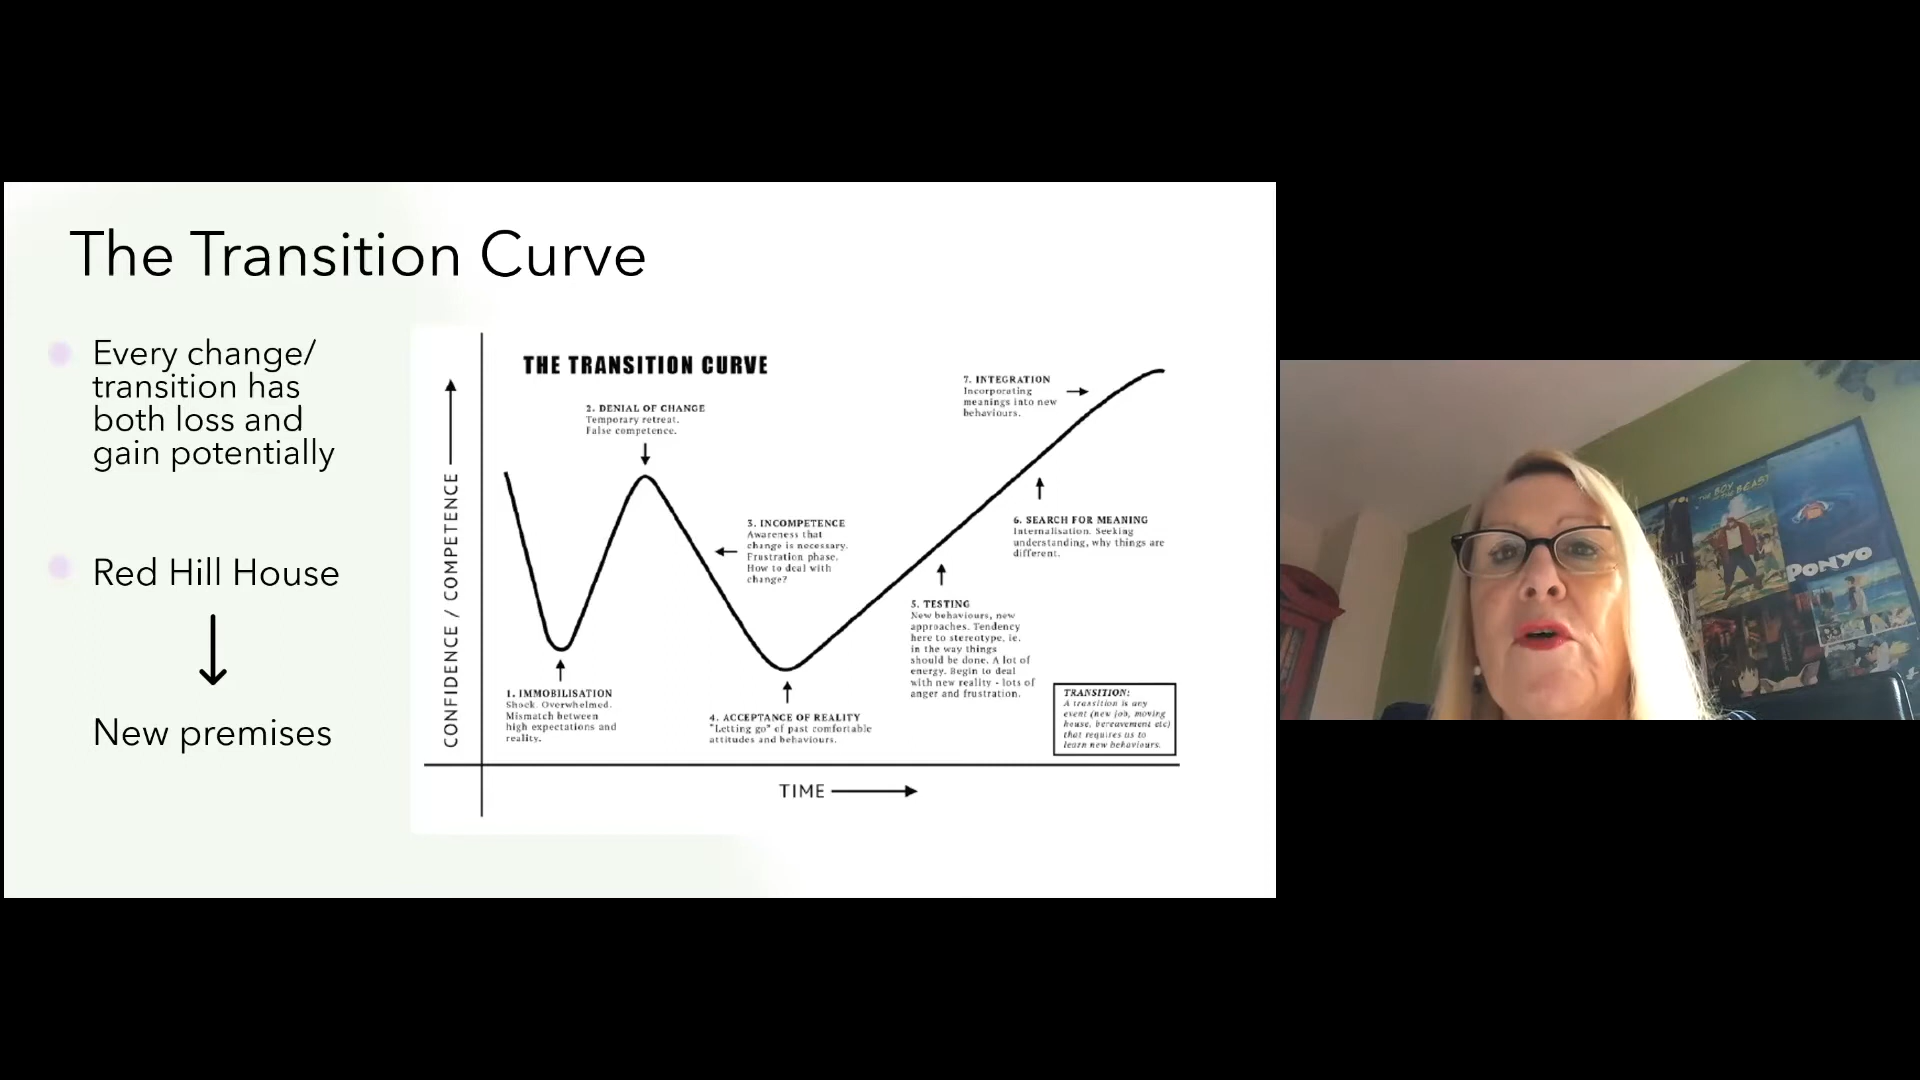 The Transition Curve
Every change/
transition has
both loss and
gain potentially
Red Hill House
New premises
THE TRANSITION CURVE
CONFIDENCE / COMPETENCE
2. DENIAL OF CHANGE
Temporary retreat.
False competence.
7. INTEGRATION
Incorporating
meanings into new
behaviours.
3. INCOMPETENCE
Awareness that
change is necessary.
Frustration phase.
How to deal with
change?
6. SEARCH FOR MEANING
Internalisation. Seeking
understanding, why things are
different.
5. TESTING
New behaviours, new
approaches. Tendency
here to stereotype, ie.
in the way things
should be done. A lot of
energy. Begin to deal
with new reality - lots of
anger and frustration.
1. IMMOBILISATION
Shock. Overwhelmed.
Mismatch between
high expectations and
reality.
4. ACCEPTANCE OF REALITY
"Letting go" of past comfortable
attitudes and behaviours.
TRANSITION:
A transition is any
event (new job, moving
house, bereavement etc)
that requires us to
learn new behaviours.
TIME
THE BOY
AND THE BEAST
PONYO